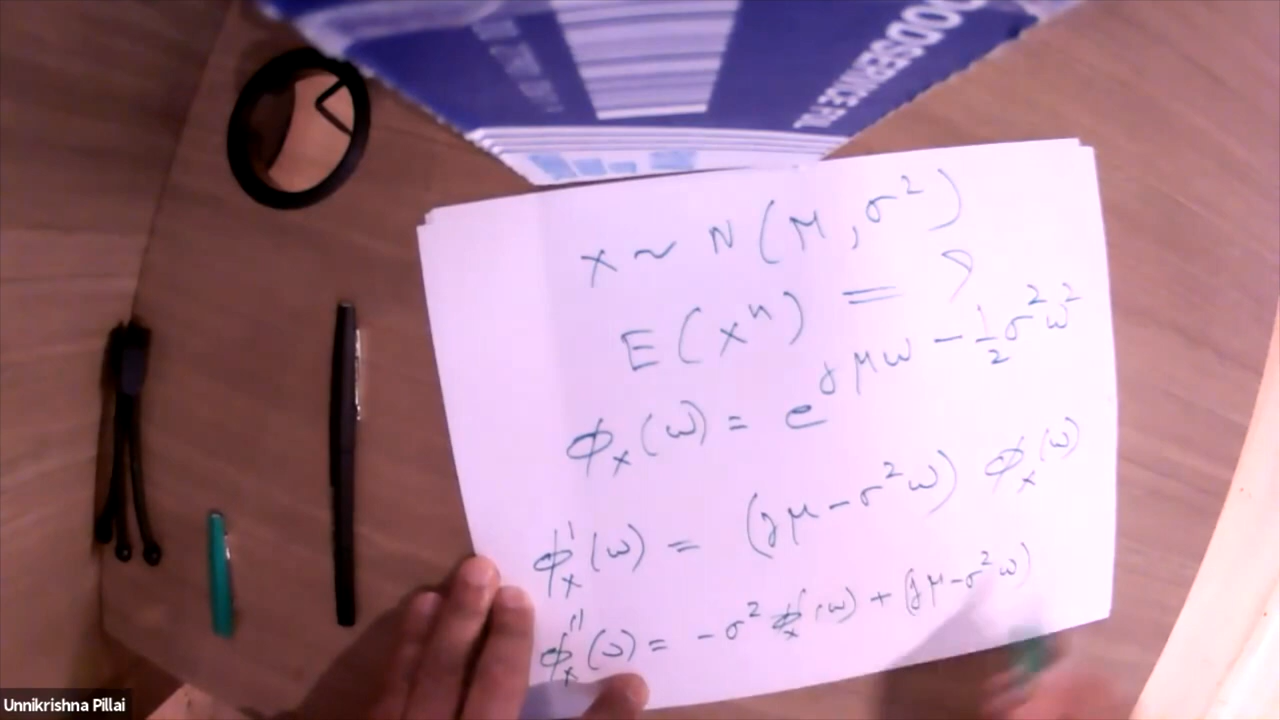 X ~ N(μ, σ²)
E(Xⁿ) = ?
ϕₓ(ω) = e^{jμω - ½σ²ω²}
ϕₓ'(ω) = (jμ - σ²ω) ϕₓ(ω)
ϕₓ''(ω) = -σ² ϕₓ(ω) + (jμ - σ²ω)
Unnikrishna Pillai